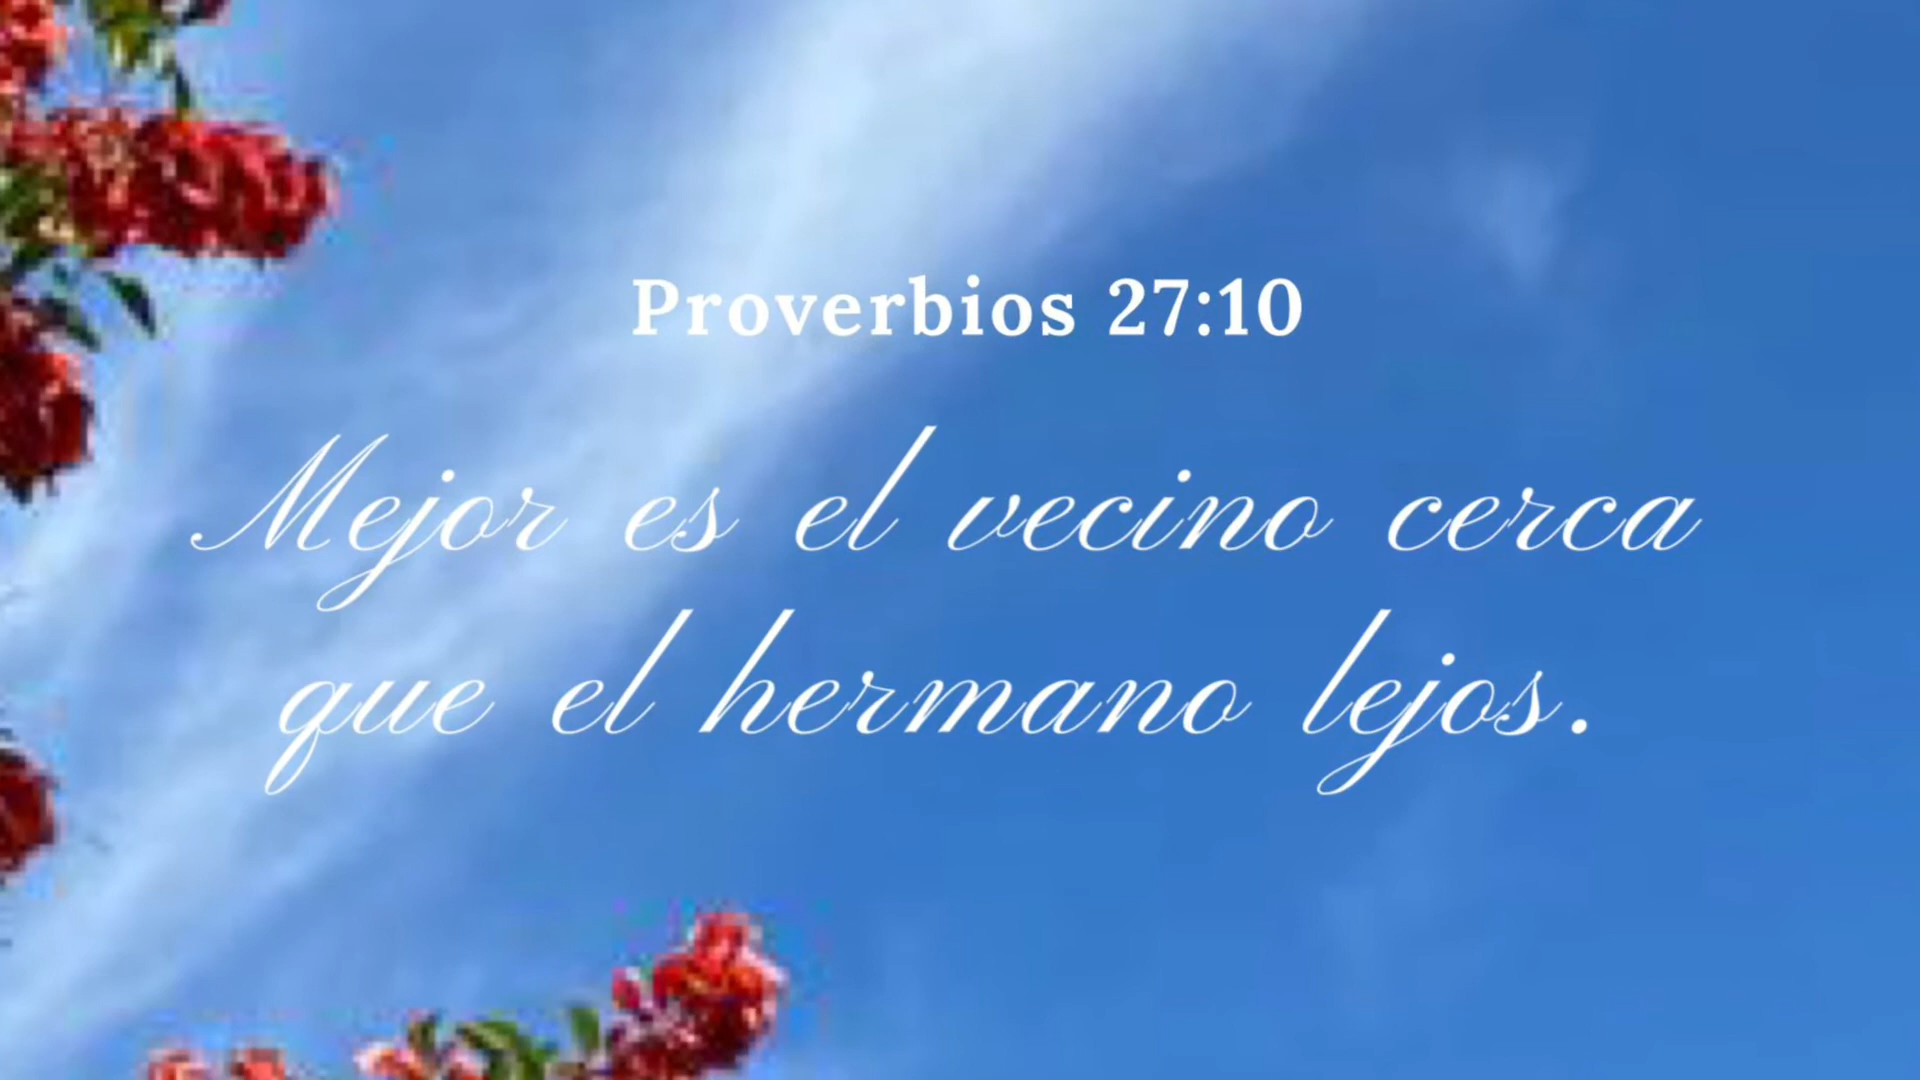 Proverbios 27:10
Mejor es el vecino cerca
que el hermano lejos.